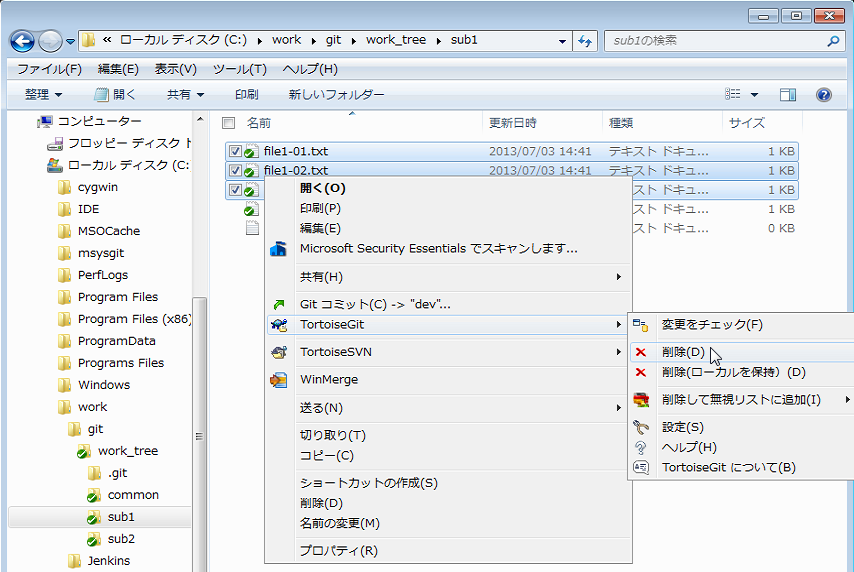 « ローカル ディスク (C:) ▸ work ▸ git ▸ work_tree ▸ sub1
sub1の検索
ファイル(F) 編集(E) 表示(V) ツール(T) ヘルプ(H)
整理 開く 共有 印刷 新しいフォルダー
コンピューター
フロッピー ディスク ト
ローカル ディスク (C:
cygwin
IDE
MSOCache
msysgit
PerfLogs
Program Files
Program Files (x86)
ProgramData
Programs Files
Windows
work
git
work_tree
.git
common
sub1
sub2
Jenkins
名前 更新日時 種類 サイズ
file1-01.txt 2013/07/03 14:41 テキスト ドキュ... 1 KB
file1-02.txt 2013/07/03 14:41 テキスト ドキュ... 1 KB
スト ドキュ... 1 KB
スト ドキュ... 1 KB
スト ドキュ... 0 KB
開く(O)
印刷(P)
編集(E)
Microsoft Security Essentials でスキャンします...
共有(H)
Git コミット(C) -> "dev"...
TortoiseGit
TortoiseSVN
WinMerge
送る(N)
切り取り(T)
コピー(C)
ショートカットの作成(S)
削除(D)
名前の変更(M)
プロパティ(R)
変更をチェック(F)
削除(D)
削除(ローカルを保持) (D)
削除して無視リストに追加(I)
設定(S)
ヘルプ(H)
TortoiseGit について(B)